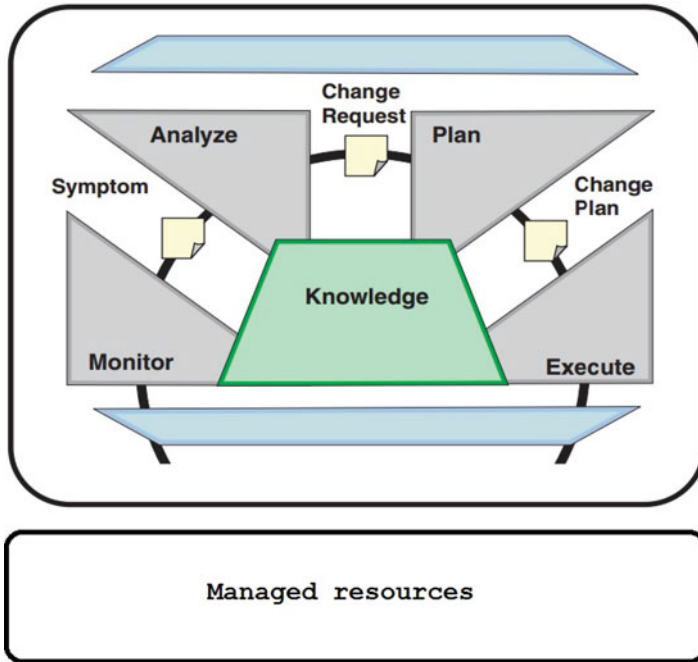 Change
Request
Analyze
Plan
Symptom
Change
Plan
Knowledge
Monitor
Execute
Managed resources